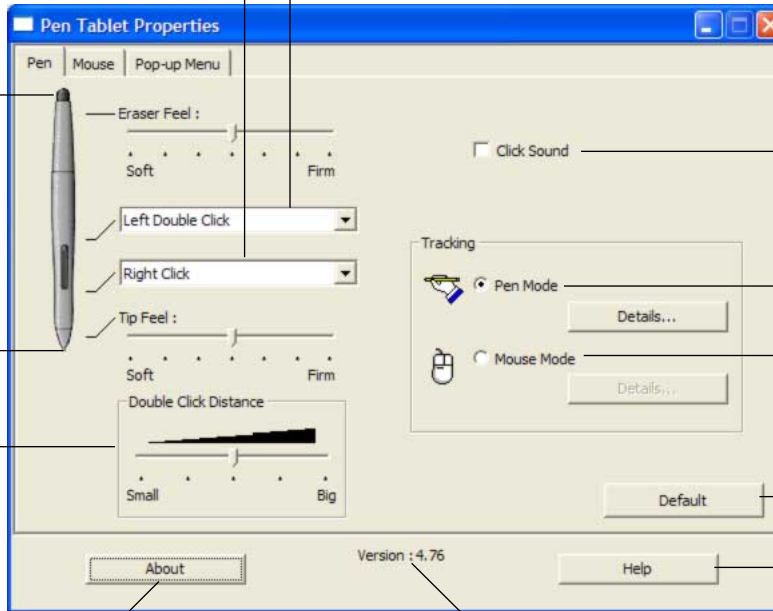 Pen Tablet Properties
Pen Mouse Pop-up Menu
Eraser Feel :
Soft Firm
Click Sound
Left Double Click
Right Click
Tracking
Pen Mode
Details...
Mouse Mode
Details...
Tip Feel :
Soft Firm
Double Click Distance
Small Big
Default
About
Version : 4.76
Help